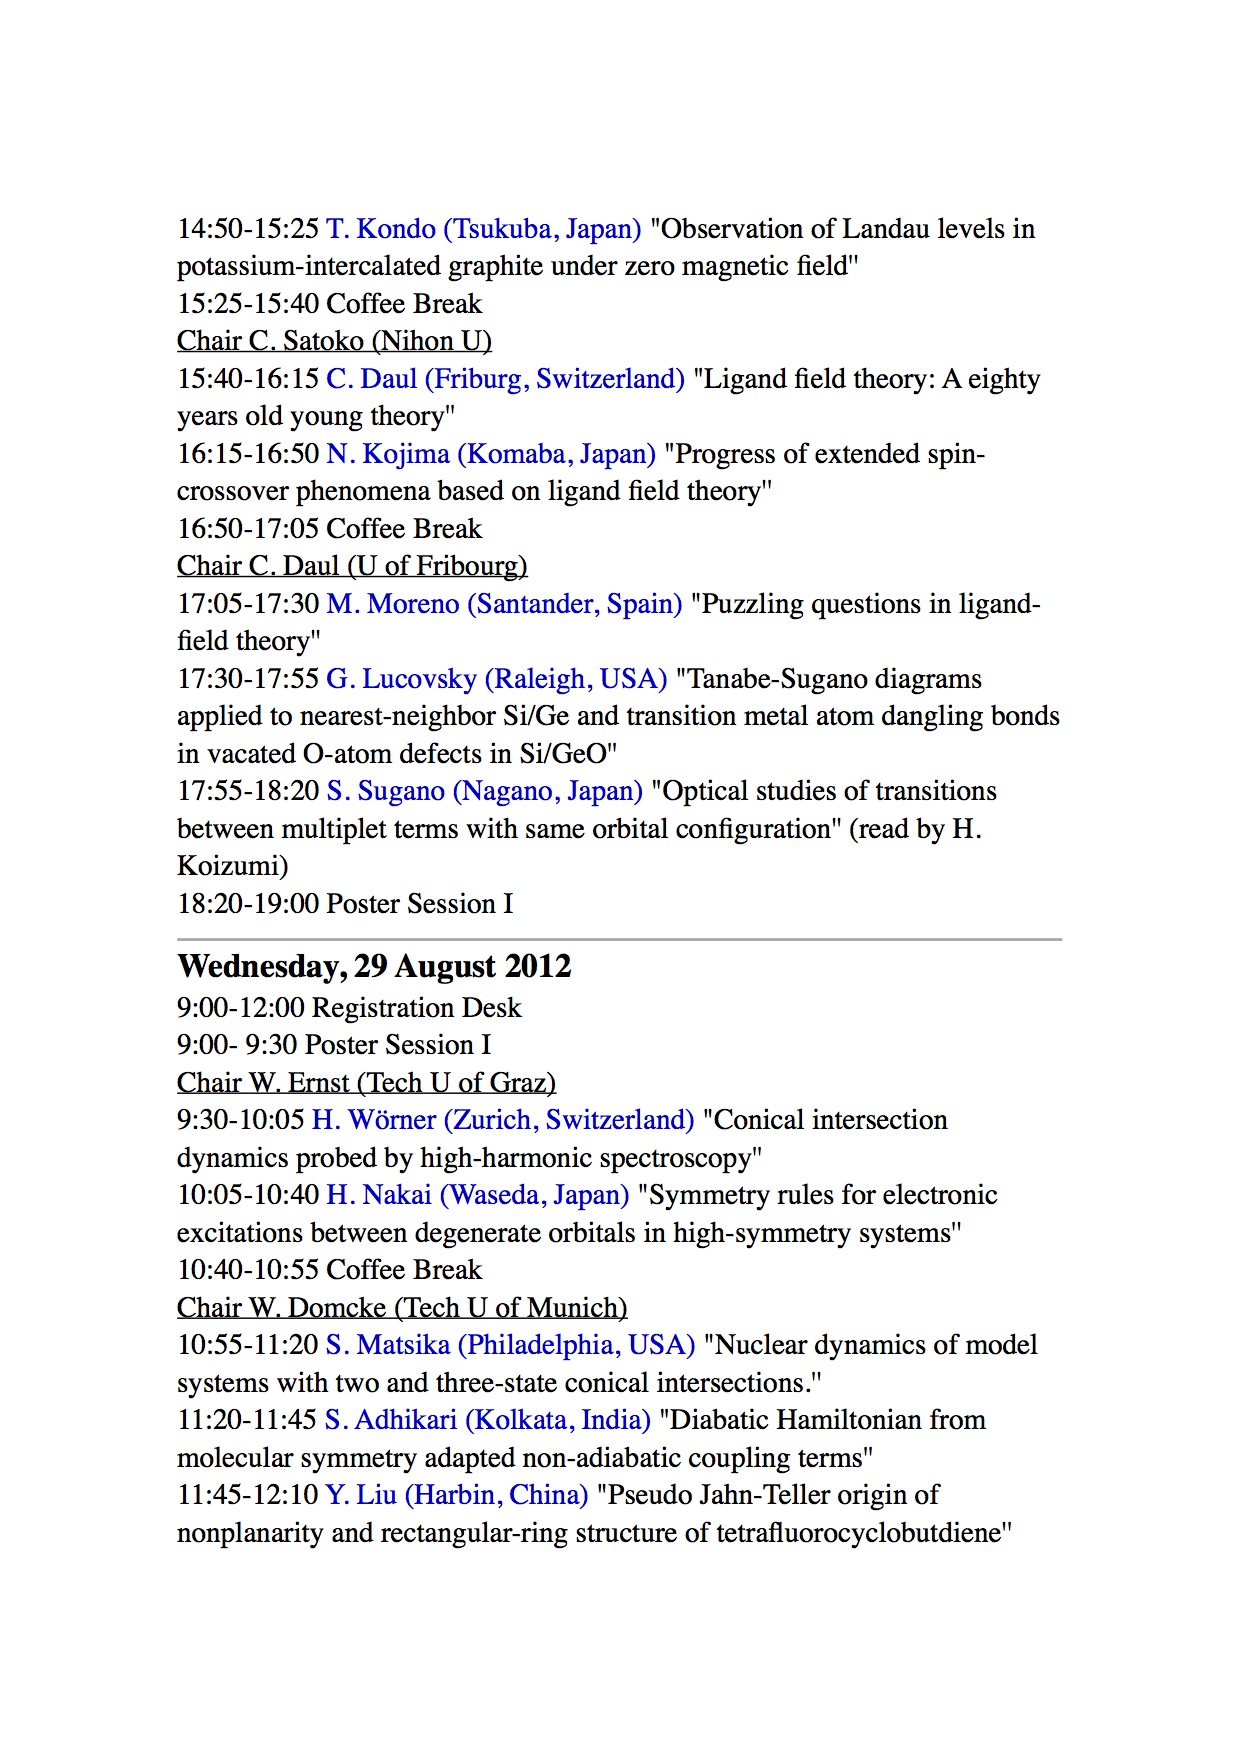 14:50-15:25 T. Kondo (Tsukuba, Japan) "Observation of Landau levels in
potassium-intercalated graphite under zero magnetic field"
15:25-15:40 Coffee Break
Chair C. Satoko (Nihon U)
15:40-16:15 C. Daul (Friburg, Switzerland) "Ligand field theory: A eighty
years old young theory"
16:15-16:50 N. Kojima (Komaba, Japan) "Progress of extended spin-
crossover phenomena based on ligand field theory"
16:50-17:05 Coffee Break
Chair C. Daul (U of Fribourg)
17:05-17:30 M. Moreno (Santander, Spain) "Puzzling questions in ligand-
field theory"
17:30-17:55 G. Lucovsky (Raleigh, USA) "Tanabe-Sugano diagrams
applied to nearest-neighbor Si/Ge and transition metal atom dangling bonds
in vacated O-atom defects in Si/GeO"
17:55-18:20 S. Sugano (Nagano, Japan) "Optical studies of transitions
between multiplet terms with same orbital configuration" (read by H.
Koizumi)
18:20-19:00 Poster Session I
Wednesday, 29 August 2012
9:00-12:00 Registration Desk
9:00- 9:30 Poster Session I
Chair W. Ernst (Tech U of Graz)
9:30-10:05 H. Wörner (Zurich, Switzerland) "Conical intersection
dynamics probed by high-harmonic spectroscopy"
10:05-10:40 H. Nakai (Waseda, Japan) "Symmetry rules for electronic
excitations between degenerate orbitals in high-symmetry systems"
10:40-10:55 Coffee Break
Chair W. Domcke (Tech U of Munich)
10:55-11:20 S. Matsika (Philadelphia, USA) "Nuclear dynamics of model
systems with two and three-state conical intersections."
11:20-11:45 S. Adhikari (Kolkata, India) "Diabatic Hamiltonian from
molecular symmetry adapted non-adiabatic coupling terms"
11:45-12:10 Y. Liu (Harbin, China) "Pseudo Jahn-Teller origin of
nonplanarity and rectangular-ring structure of tetrafluorocyclobutdiene"